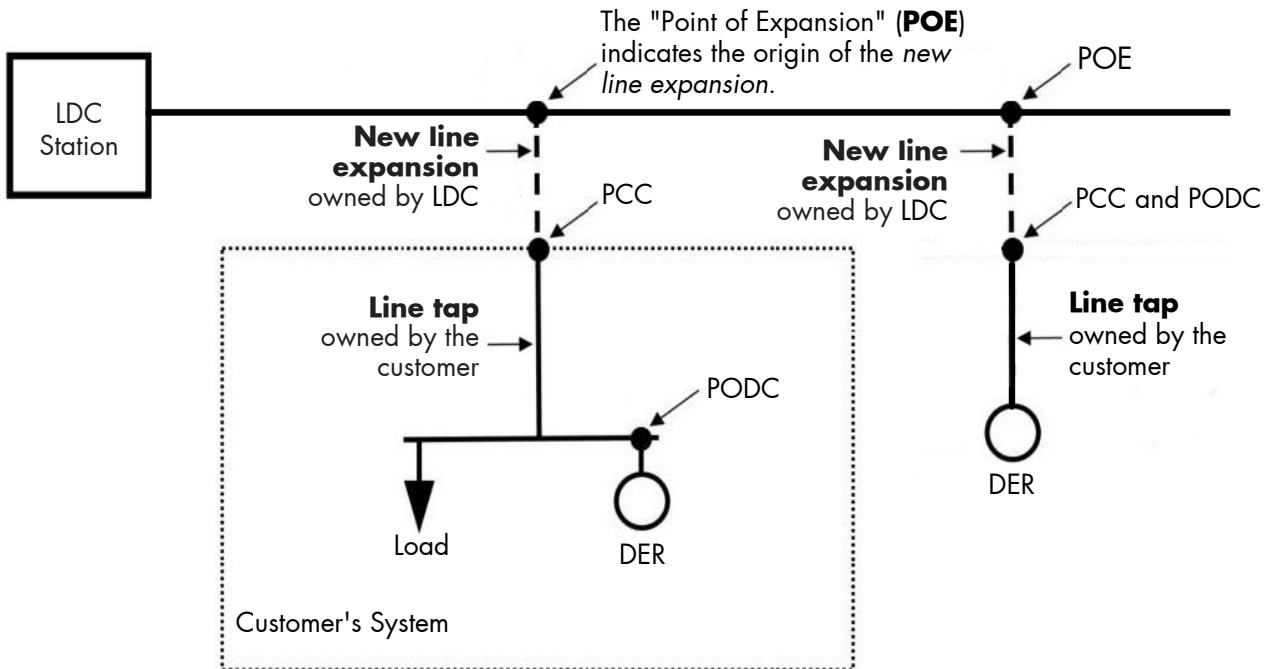 The "Point of Expansion" (POE)
indicates the origin of the new
line expansion.
POE
LDC
Station
New line
expansion
owned by LDC
PCC
New line
expansion
owned by LDC
PCC and PODC
Line tap
owned by the
customer
Line tap
owned by the
customer
PODC
Load
DER
DER
Customer's System